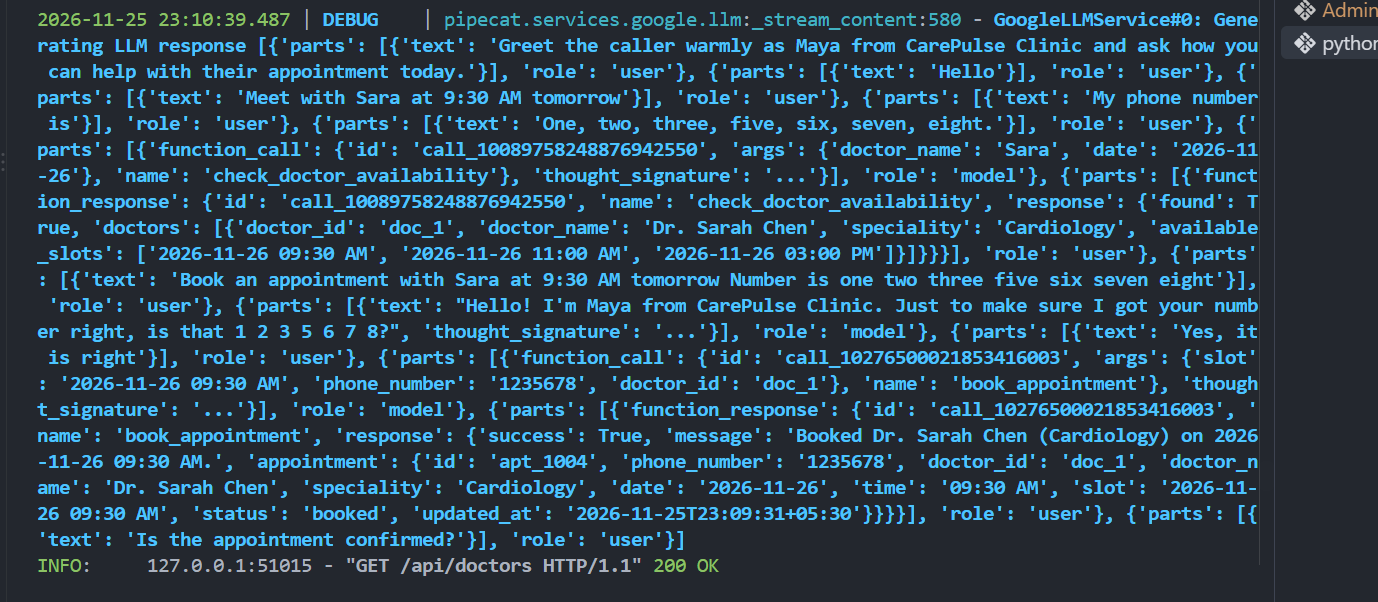 2026-11-25 23:10:39.487 | DEBUG    | pipecat.services.google.llm:_stream_content:580 - GoogleLLMService#0: Gene
rating LLM response [{'parts': [{'text': 'Greet the caller warmly as Maya from CarePulse Clinic and ask how you
 can help with their appointment today.'}], 'role': 'user'}, {'parts': [{'text': 'Hello'}], 'role': 'user'}, {'
parts': [{'text': 'Meet with Sara at 9:30 AM tomorrow'}], 'role': 'user'}, {'parts': [{'text': 'My phone number
 is'}], 'role': 'user'}, {'parts': [{'text': 'One, two, three, five, six, seven, eight.'}], 'role': 'user'}, {'
parts': [{'function_call': {'id': 'call_10089758248876942550', 'args': {'doctor_name': 'Sara', 'date': '2026-11
-26'}, 'name': 'check_doctor_availability'}, 'thought_signature': '...'}], 'role': 'model'}, {'parts': [{'funct
ion_response': {'id': 'call_10089758248876942550', 'name': 'check_doctor_availability', 'response': {'found': T
rue, 'doctors': [{'doctor_id': 'doc_1', 'doctor_name': 'Dr. Sarah Chen', 'speciality': 'Cardiology', 'available
_slots': ['2026-11-26 09:30 AM', '2026-11-26 11:00 AM', '2026-11-26 03:00 PM']}]}}}], 'role': 'user'}, {'parts'
: [{'text': 'Book an appointment with Sara at 9:30 AM tomorrow Number is one two three five six seven eight'}],
 'role': 'user'}, {'parts': [{'text': "Hello! I'm Maya from CarePulse Clinic. Just to make sure I got your numb
er right, is that 1 2 3 5 6 7 8?", 'thought_signature': '...'}], 'role': 'model'}, {'parts': [{'text': 'Yes, it
 is right'}], 'role': 'user'}, {'parts': [{'function_call': {'id': 'call_10276500021853416003', 'args': {'slot'
: '2026-11-26 09:30 AM', 'phone_number': '1235678', 'doctor_id': 'doc_1'}, 'name': 'book_appointment'}, 'though
t_signature': '...'}], 'role': 'model'}, {'parts': [{'function_response': {'id': 'call_10276500021853416003', '
name': 'book_appointment', 'response': {'success': True, 'message': 'Booked Dr. Sarah Chen (Cardiology) on 2026
-11-26 09:30 AM.', 'appointment': {'id': 'apt_1004', 'phone_number': '1235678', 'doctor_id': 'doc_1', 'doctor_n
ame': 'Dr. Sarah Chen', 'speciality': 'Cardiology', 'date': '2026-11-26', 'time': '09:30 AM', 'slot': '2026-11-
26 09:30 AM', 'status': 'booked', 'updated_at': '2026-11-25T23:09:31+05:30'}}}}], 'role': 'user'}, {'parts': [{
'text': 'Is the appointment confirmed?'}], 'role': 'user'}]
INFO:     127.0.0.1:51015 - "GET /api/doctors HTTP/1.1" 200 OK
Admin
python